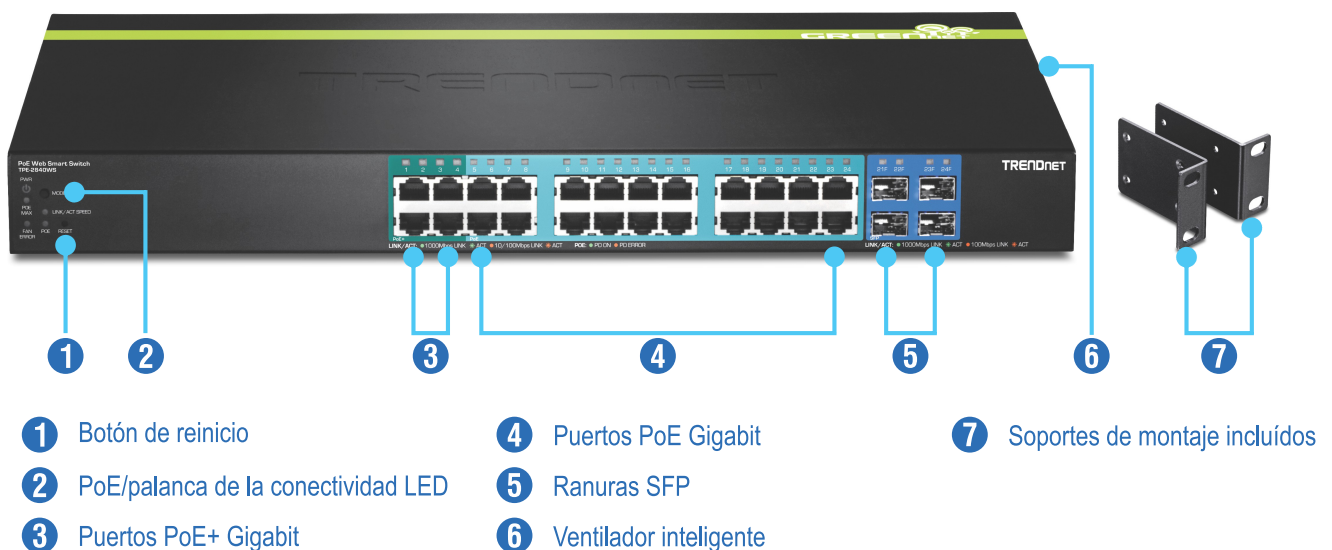 GREENnet
TRENDNET
PoE Web Smart Switch
TPE-2840WS
PWR
MODE
POE MAX
LINK/ACT SPEED
FAN ERROR
POE
RESET
1 2 3 4 5 6 7 8 9 10 11 12 13 14 15 16 17 18 19 20 21 22 23 24
21F 22F 23F 24F
TRENDNET
PoE+
PoE
SFP
LINK/ACT: 1000Mbps LINK ACT 10/100Mbps LINK ACT POE: PD ON PD ERROR
LINK/ACT: 1000Mbps LINK ACT 100Mbps LINK ACT
1 2 3 4 5 6 7
1 Botón de reinicio
2 PoE/palanca de la conectividad LED
3 Puertos PoE+ Gigabit
4 Puertos PoE Gigabit
5 Ranuras SFP
6 Ventilador inteligente
7 Soportes de montaje incluídos